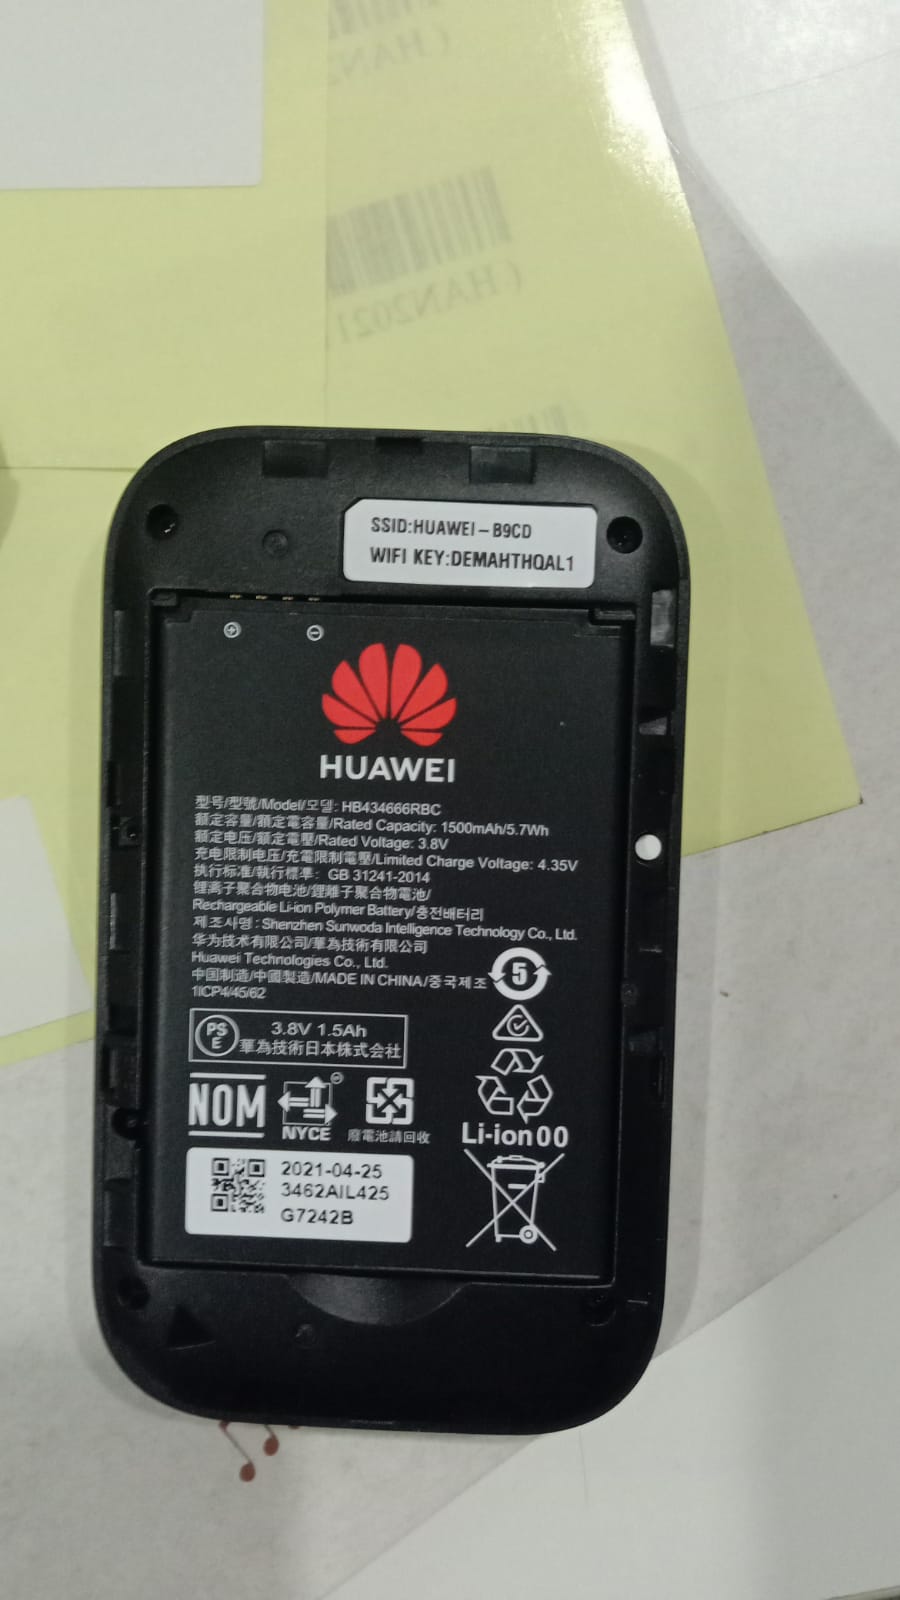 SSID:HUAWEI-B9CD
WIFI KEY:DEMAHTHQAL1
HUAWEI
型号/型號/Model/모델: HB434666RBC
额定容量/額定電容量/Rated Capacity: 1500mAh/5.7Wh
额定电压/額定電壓/Rated Voltage: 3.8V
充电限制电压/充電限制電壓/Limited Charge Voltage: 4.35V
执行标准/執行標準: GB 31241-2014
锂离子聚合物电池/鋰離子聚合物電池/
Rechargeable Li-ion Polymer Battery/충전배터리
제조사명: Shenzhen Sunwoda Intelligence Technology Co., Ltd.
华为技术有限公司/華為技術有限公司
Huawei Technologies Co., Ltd.
中国制造/中國製造/MADE IN CHINA/중국제조
1ICP4/45/62
5
PS E
3.8V 1.5Ah
華為技術日本株式会社
NOM
NYCE
廢電池請回收
Li-ion00
2021-04-25
3462AIL425
G7242B
(HAN2021